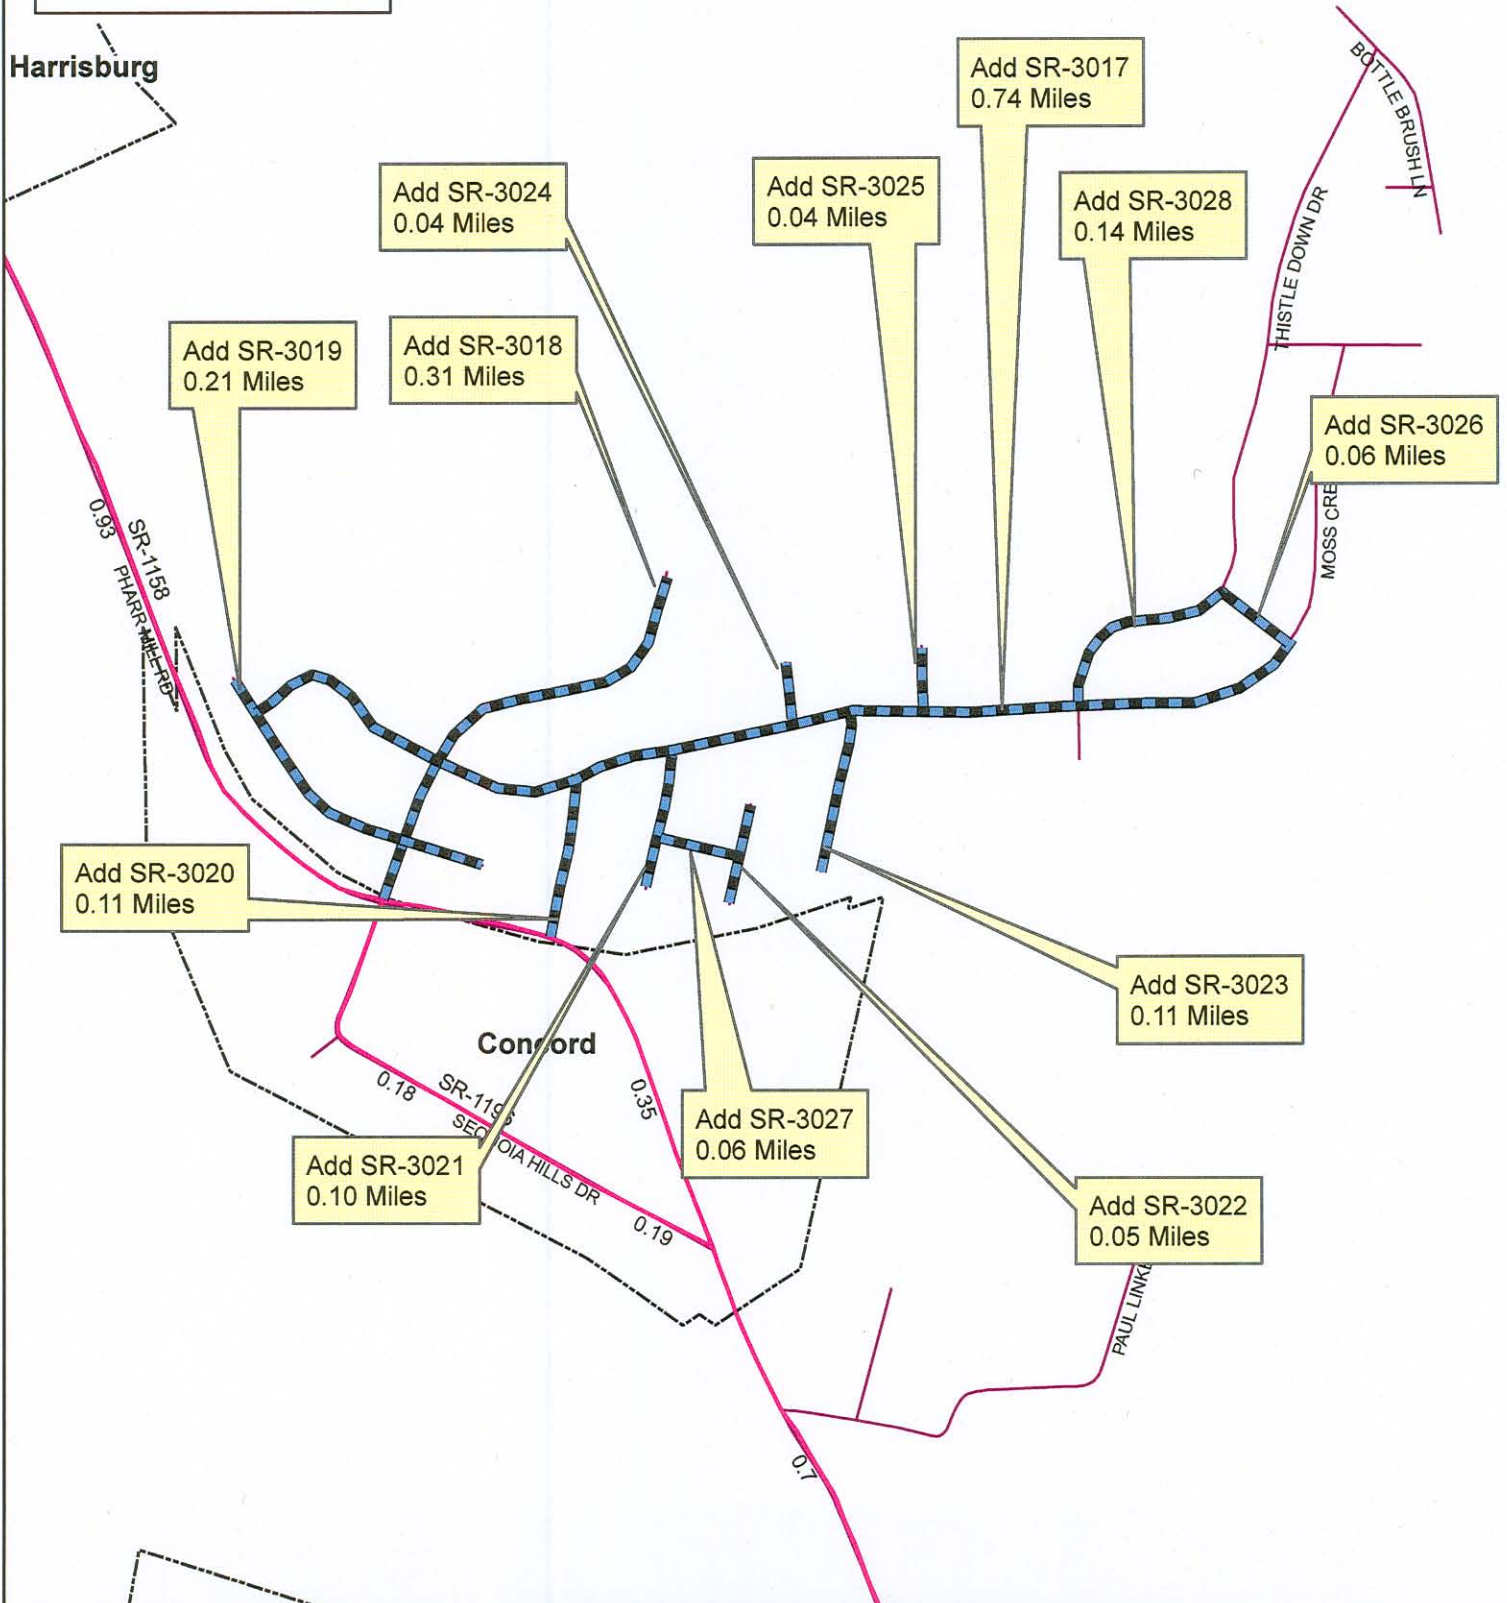 Harrisburg
BOTTLE BRUSH LN
Add SR-3017
0.74 Miles
Add SR-3024
0.04 Miles
Add SR-3025
0.04 Miles
Add SR-3028
0.14 Miles
THISTLE DOWN DR
Add SR-3019
0.21 Miles
Add SR-3018
0.31 Miles
Add SR-3026
0.06 Miles
MOSS CRE
0.93
SR-1158
PHARR MILL RD
Add SR-3020
0.11 Miles
Add SR-3023
0.11 Miles
Concord
0.18
0.35
SEQUOIA HILLS DR
Add SR-3027
0.06 Miles
Add SR-3021
0.10 Miles
0.19
Add SR-3022
0.05 Miles
PAUL LINKE
0.7